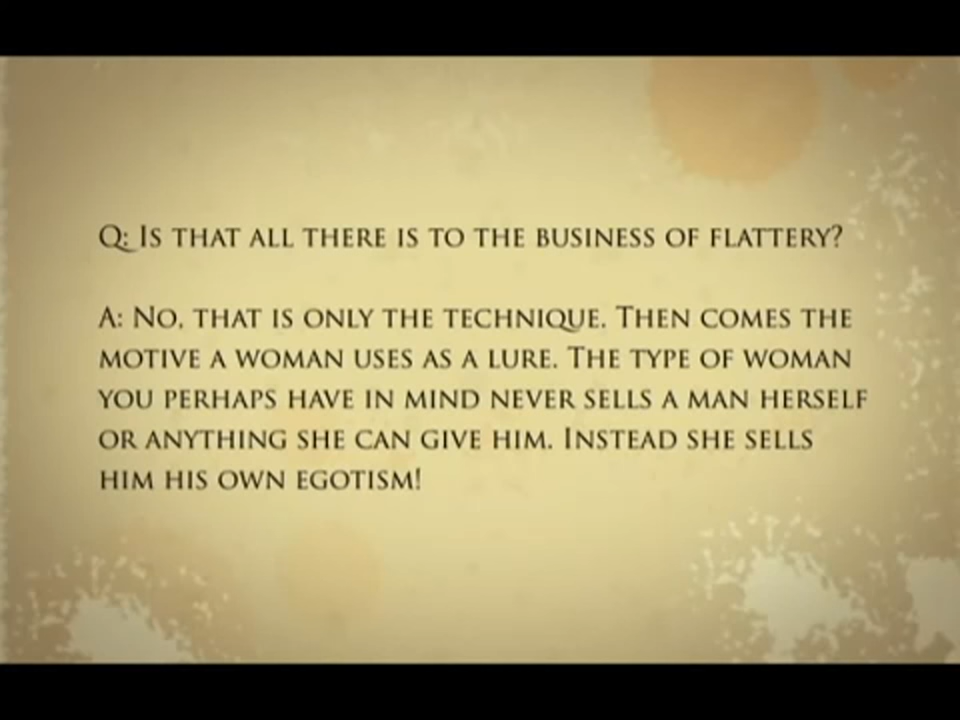 Q: Is that all there is to the business of flattery?
A: No, that is only the technique. Then comes the
motive a woman uses as a lure. The type of woman
you perhaps have in mind never sells a man herself
or anything she can give him. Instead she sells
him his own egotism!